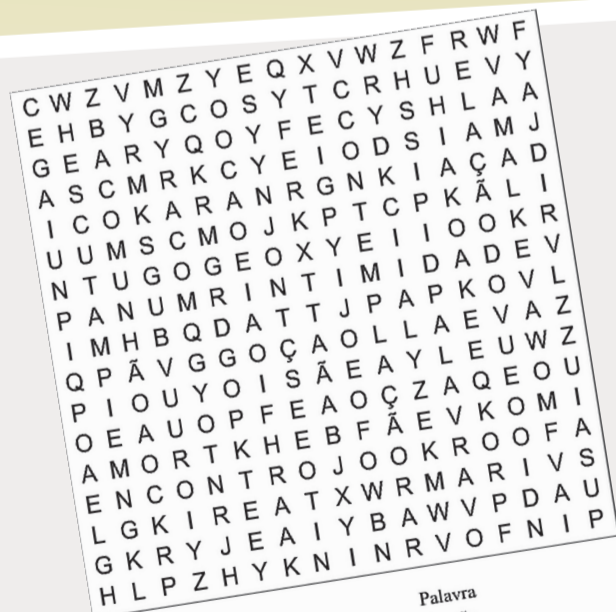 C W Z V M Z Y E Q X V W Z F R W F
E H B Y G C O S Y T C R H U E V Y
G E A R Y Q O Y F E C Y S H L A A
A S C M R K C Y E I O D S I A M J
I C O K A R A N R G N K I A Ç A D
U U M S C M O J K P T C P K Ã L I
N T U G O G E O X Y E I I O O K R
P A N U M R I N T I M I D A D E V
I M H B Q D A T T J P A P K O V L
Q P Ã V G G O Ç A O L L A E V A Z
P I O U Y O I S Ã E A Y L E U W Z
O E A U O P F E A O Ç Z A Q E O U
A M O R T K H E B F Ã E V K O M I
E N C O N T R O J O O K R O O F A
L G K I R E A T X W R M A R I V S
G K R Y J E A I Y B A W V P D A U
H L P Z H Y K N I N R V O F N I P
Palavra